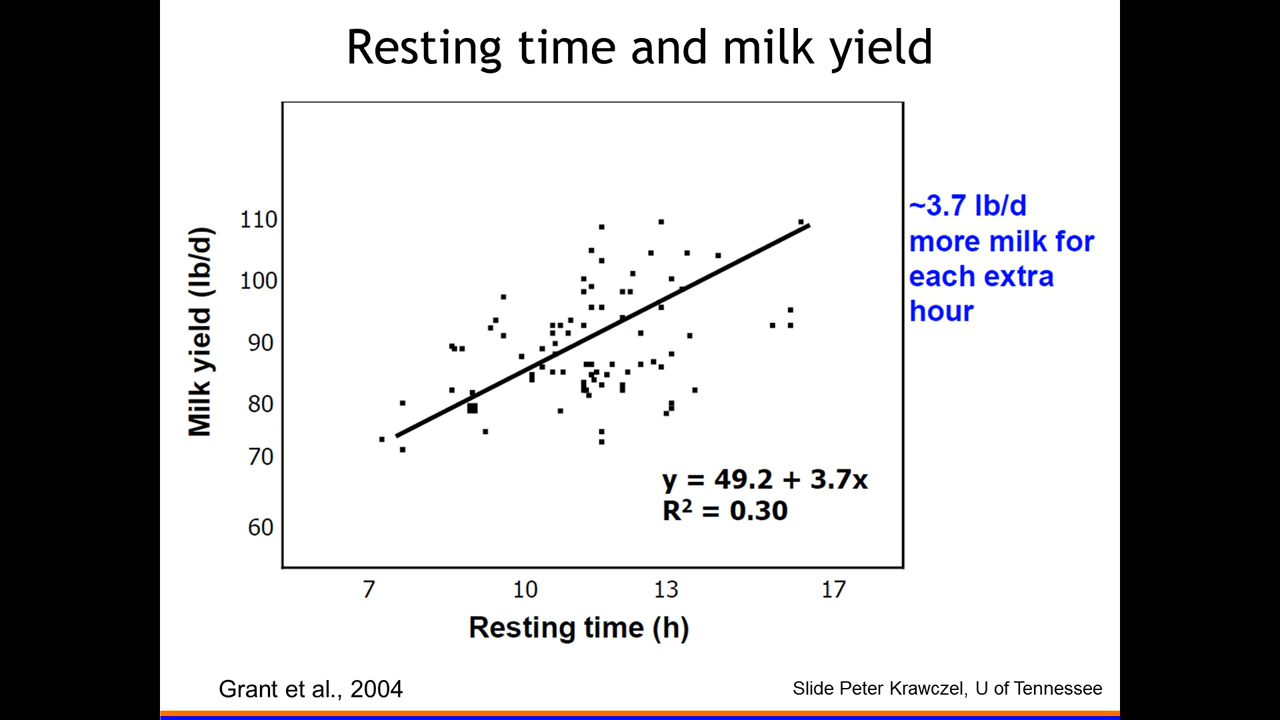 Resting time and milk yield
~3.7 lb/d
more milk for
each extra
hour
Milk yield (lb/d)
110
100
90
80
70
60
y = 49.2 + 3.7x
R² = 0.30
7 10 13 17
Resting time (h)
Grant et al., 2004
Slide Peter Krawczel, U of Tennessee